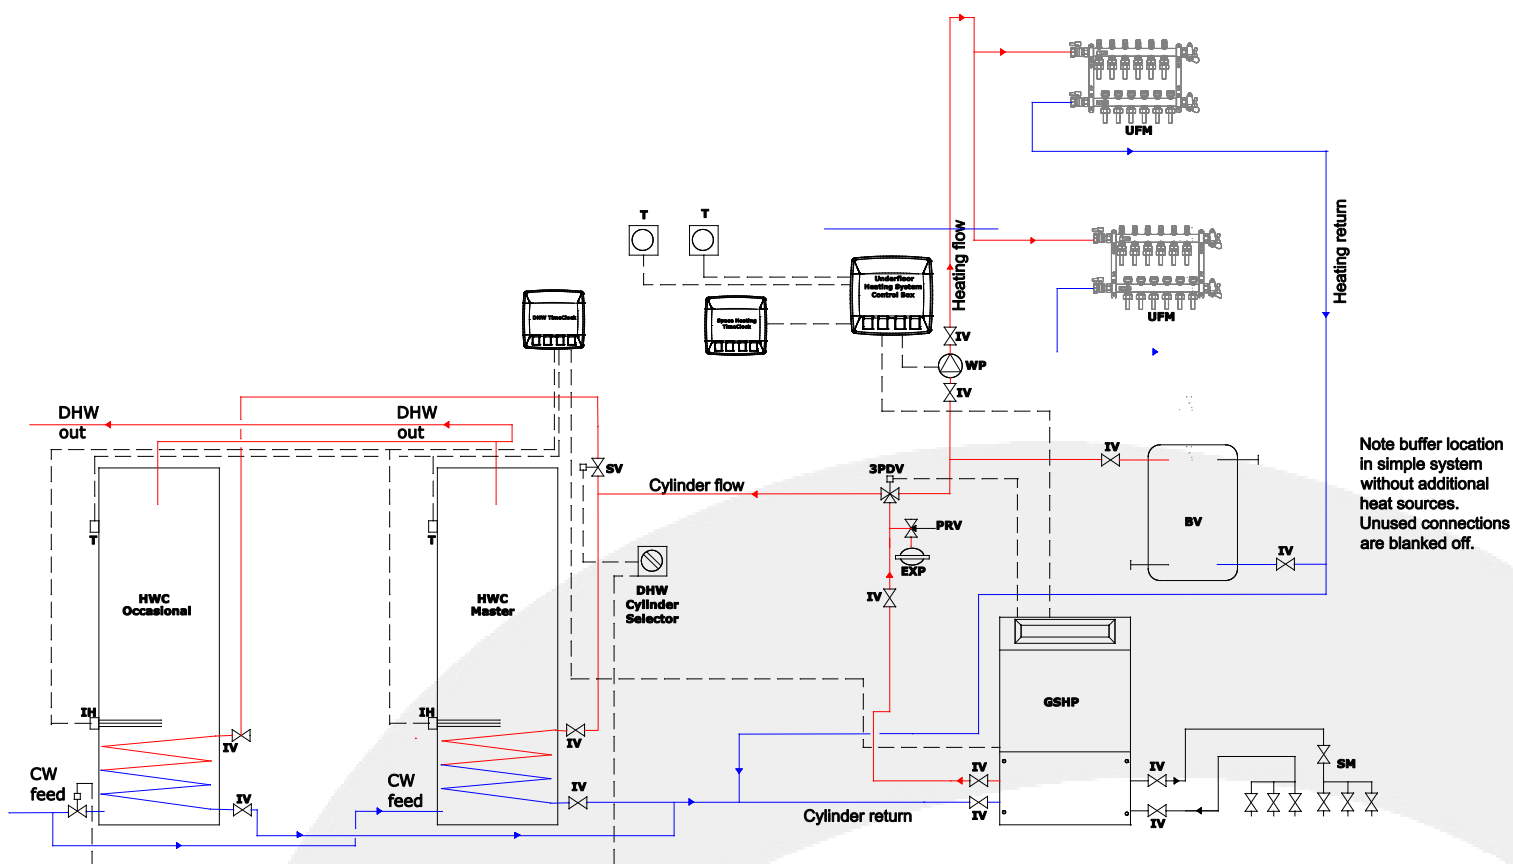 UFM
T
T
Underfloor
Heating System
Control Box
Heating flow
Heating return
UFM
DHW TimeClock
Space Heating
TimeClock
IV
WP
IV
DHW
out
DHW
out
SV
Cylinder flow
3PDV
PRV
EXP
IV
IV
BV
IV
Note buffer location
in simple system
without additional
heat sources.
Unused connections
are blanked off.
T
T
HWC
Occasional
HWC
Master
DHW
Cylinder
Selector
IH
IH
IV
IV
GSHP
CW
feed
IV
CW
feed
IV
IV
IV
SM
Cylinder return
IV
IV